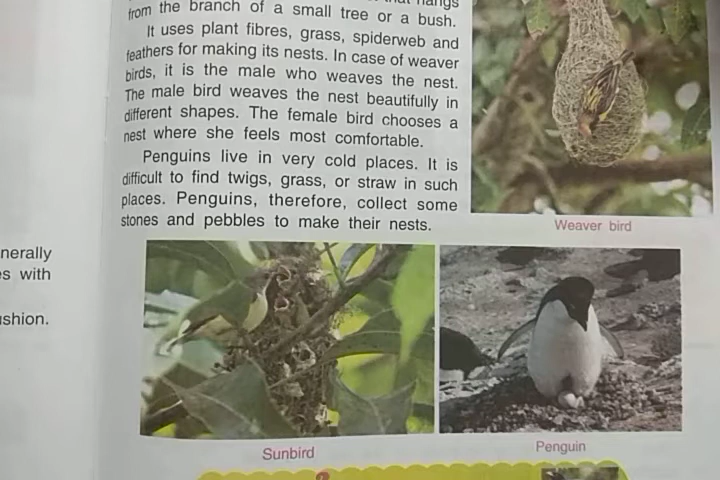 that hangs
from the branch of a small tree or a bush.
It uses plant fibres, grass, spiderweb and
feathers for making its nests. In case of weaver
birds, it is the male who weaves the nest.
The male bird weaves the nest beautifully in
different shapes. The female bird chooses a
nest where she feels most comfortable.
Penguins live in very cold places. It is
difficult to find twigs, grass, or straw in such
places. Penguins, therefore, collect some
stones and pebbles to make their nests.
Weaver bird
nerally
s with
shion.
Sunbird
Penguin